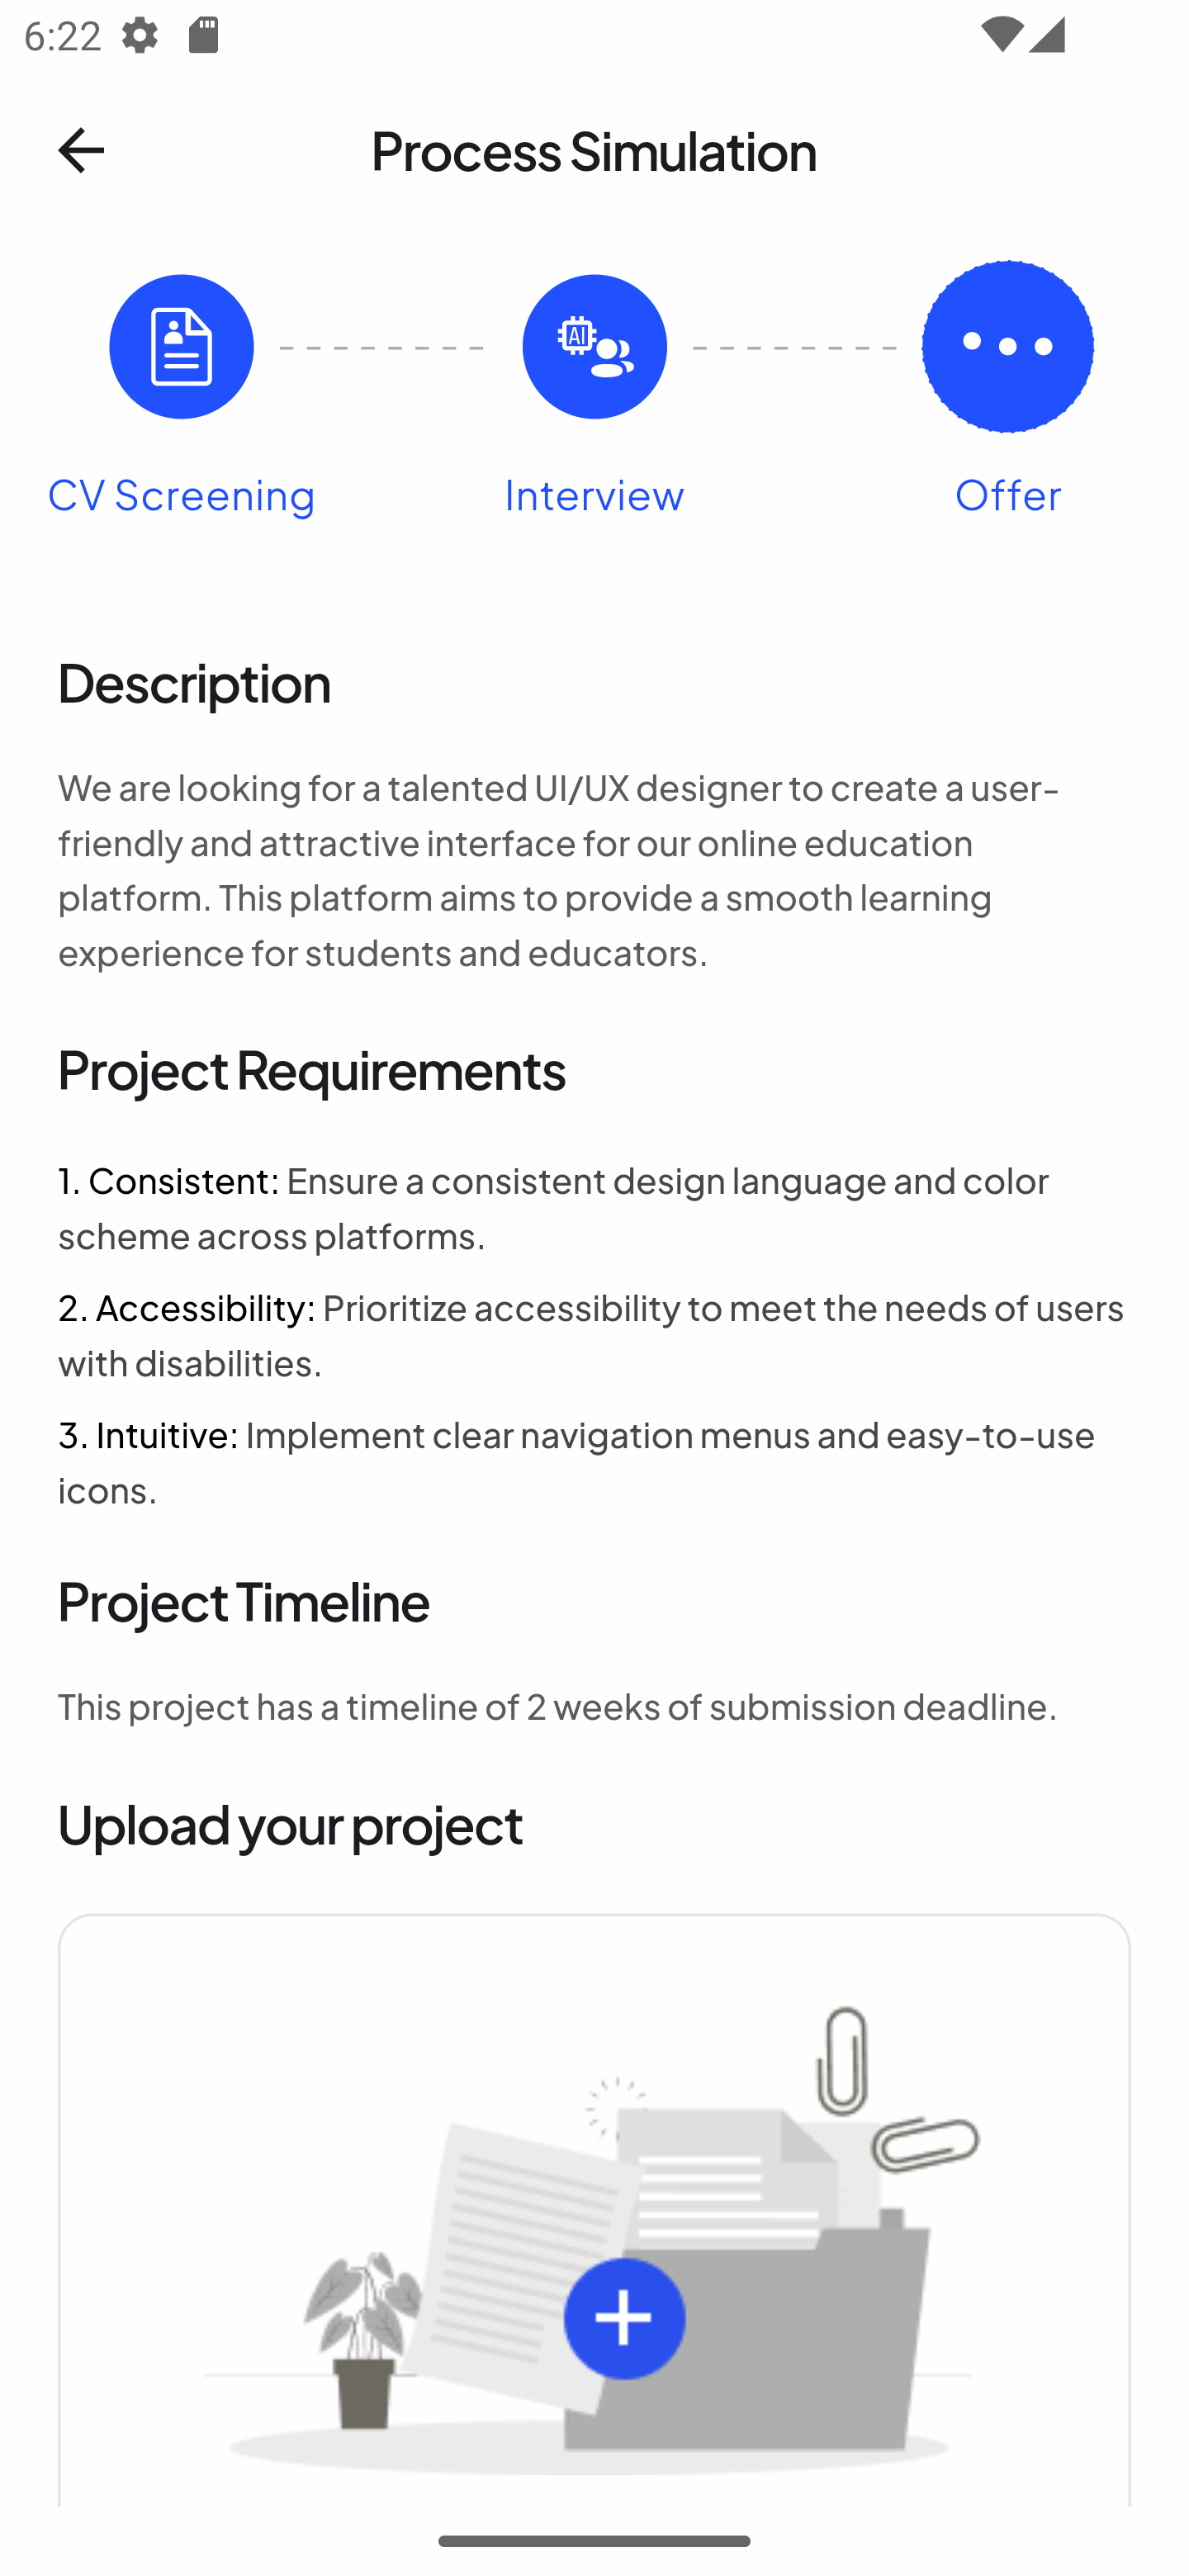 6:22
Process Simulation
AI
CV Screening
Interview
Offer
Description
We are looking for a talented UI/UX designer to create a user-
friendly and attractive interface for our online education
platform. This platform aims to provide a smooth learning
experience for students and educators.
Project Requirements
1. Consistent: Ensure a consistent design language and color
scheme across platforms.
2. Accessibility: Prioritize accessibility to meet the needs of users
with disabilities.
3. Intuitive: Implement clear navigation menus and easy-to-use
icons.
Project Timeline
This project has a timeline of 2 weeks of submission deadline.
Upload your project